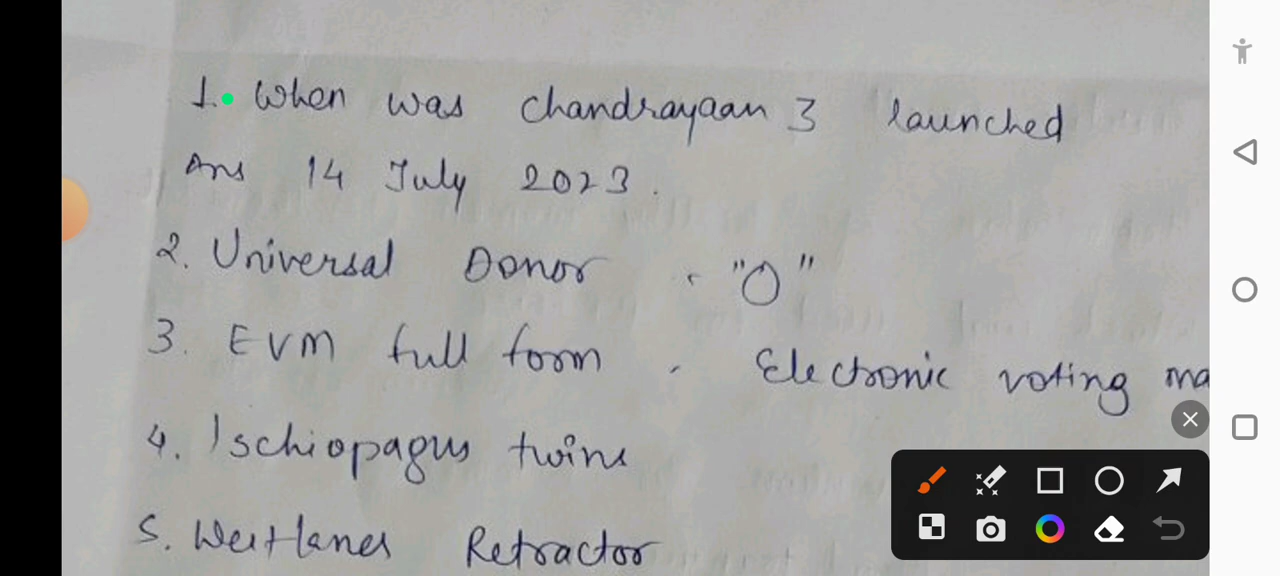 1. When was Chandrayaan 3 launched
Ans 14 July 2023.
2. Universal Donor . "O"
3. EVM full form . Electronic voting ma
4. Ischiopagus twins
5. Weitlaner Retractor